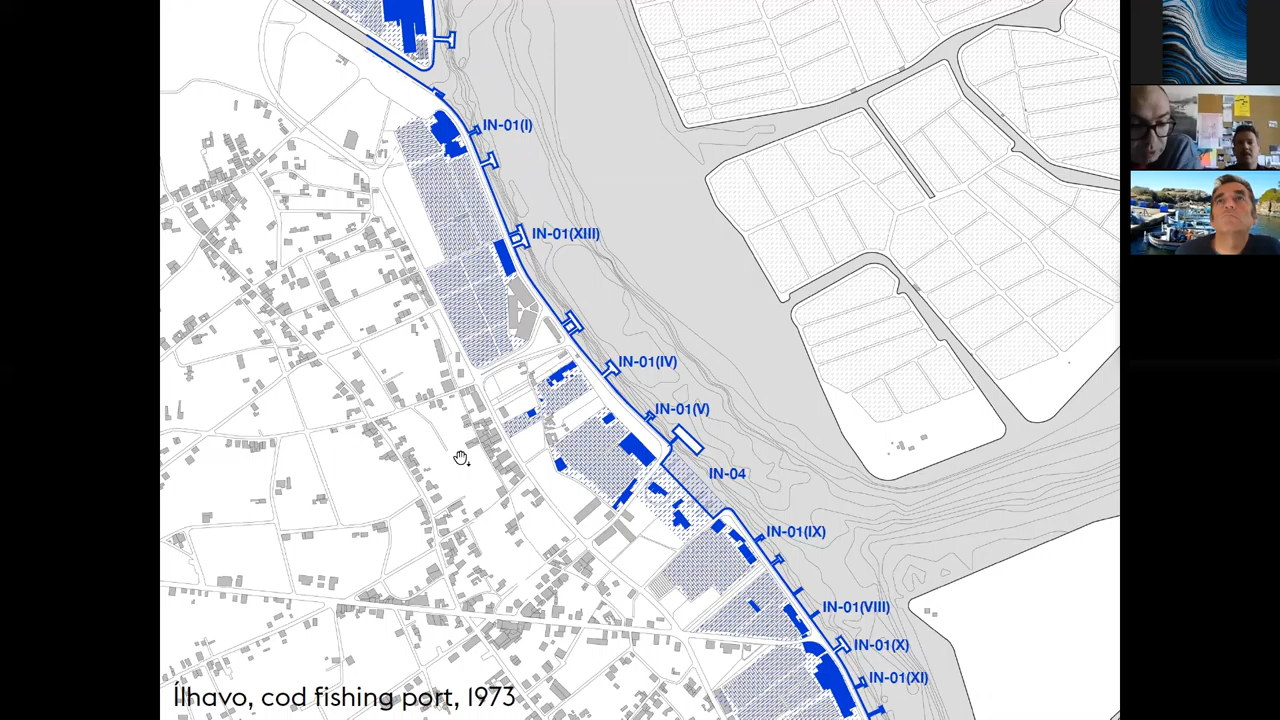 IN-01(I)
IN-01(XIII)
IN-01(IV)
IN-01(V)
IN-04
IN-01(IX)
IN-01(VIII)
IN-01(X)
IN-01(XI)
Ílhavo, cod fishing port, 1973